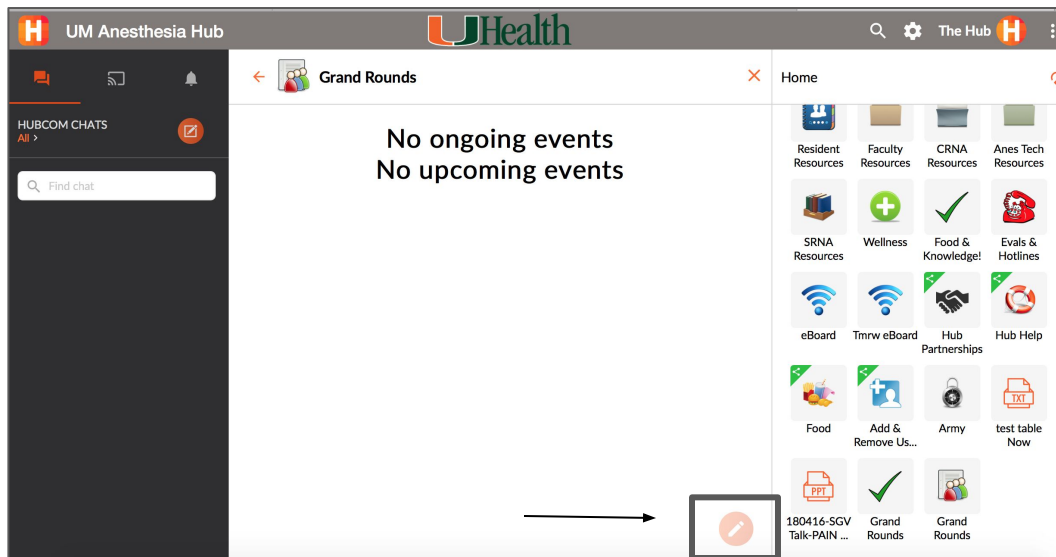 H UM Anesthesia Hub
UHealth
The Hub H
HUBCOM CHATS
All >
Find chat
Grand Rounds
No ongoing events
No upcoming events
Home
Resident
Resources
Faculty
Resources
CRNA
Resources
Anes Tech
Resources
SRNA
Resources
Wellness
Food &
Knowledge!
Evals &
Hotlines
eBoard
Tmrw eBoard
Hub
Partnerships
Hub Help
Food
Add &
Remove Us...
Army
TXT
test table
Now
PPT
180416-SGV
Talk-PAIN ...
Grand
Rounds
Grand
Rounds